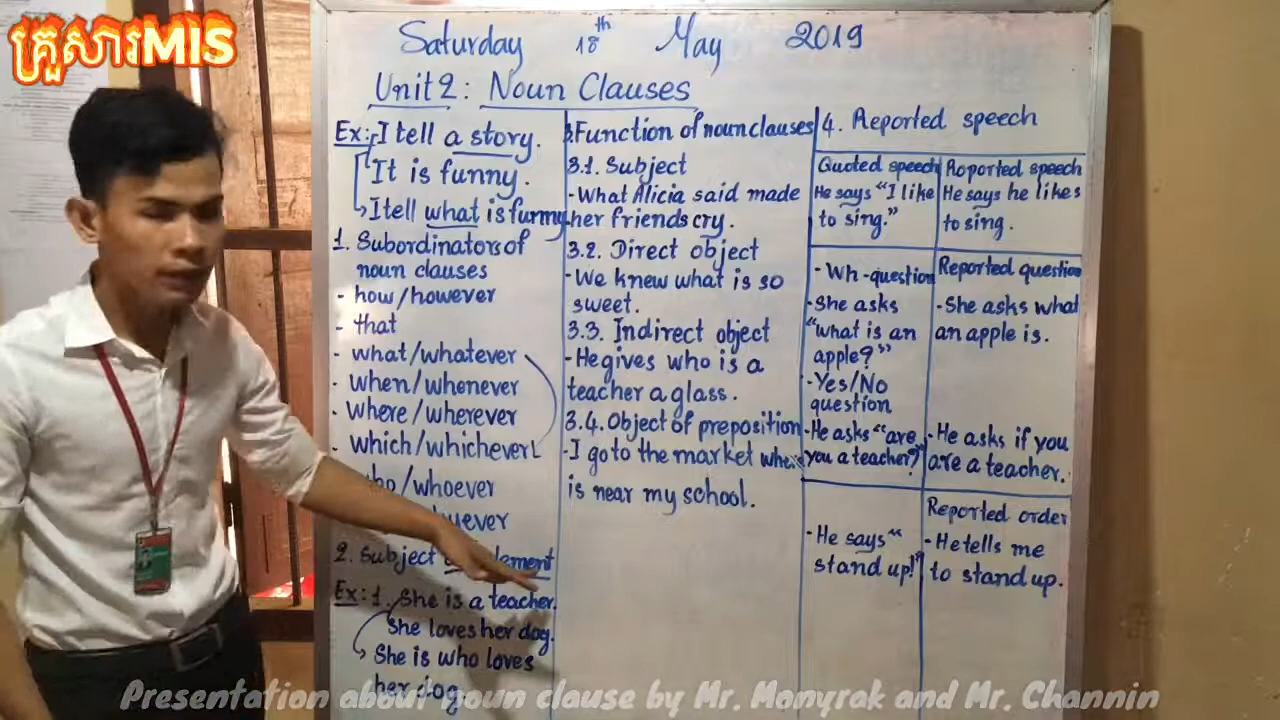 គ្រួសារMIS
Saturday 18th May 2019
Unit 2: Noun Clauses
Ex: I tell a story.
It is funny.
I tell what is funny.
1. Subordinators of
noun clauses
- how/however
- that
- what/whatever
- when/whenever
- where/wherever
- which/whichever
/whoever
2. Subject
Ex: 1. She is a teacher.
She loves her dog.
She is who loves
her dog
3. Function of noun clauses
3.1. Subject
- What Alicia said made
her friends cry.
3.2. Direct object
- We knew what is so
sweet.
3.3. Indirect object
- He gives who is a
teacher a glass.
3.4. Object of preposition
- I go to the market
is near my school.
4. Reported speech
Quoted speech
He says "I like
to sing."
Roported speech
He says he likes
to sing.
- Wh-question
- She asks
"what is an
apple?"
Reported question
- She asks what
an apple is.
- Yes/No
question
- He asks "are
you a teacher?"
- He asks if you
are a teacher.
- He says "
stand up!"
Reported order
- He tells me
to stand up.
Presentation about noun clause by Mr. Monyrak and Mr. Channin